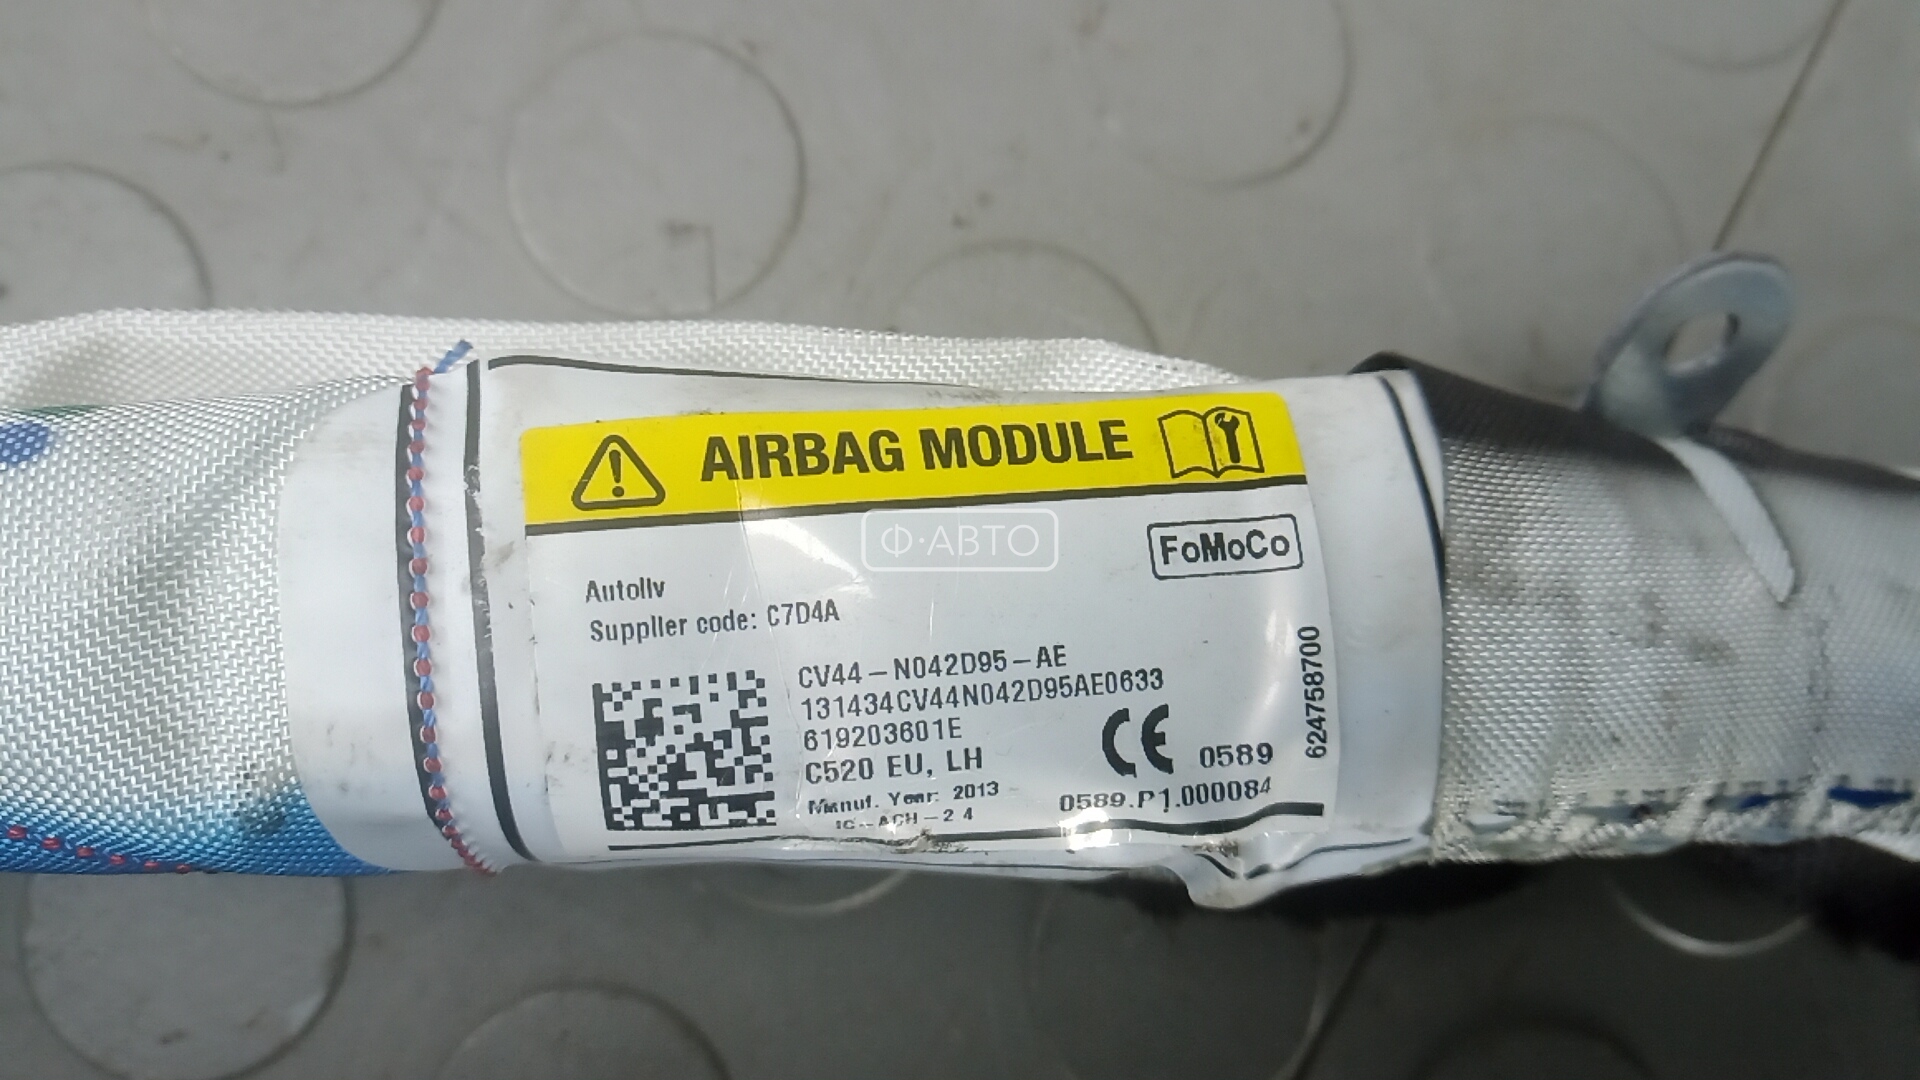 AIRBAG MODULE
Ф·АВТО
FoMoCo
Autoliv
Supplier code: C7D4A
CV44-N042D95-AE
131434CV44N042D95AE0633
619203601E
C520 EU, LH
0589
Manuf. Year: 2013
0589.P1.000084
624758700